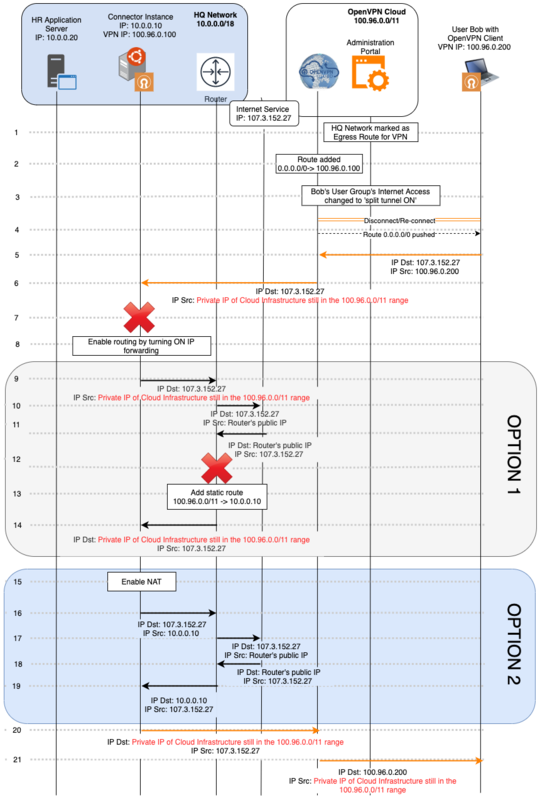 HR Application
Server
IP: 10.0.0.20
Connector Instance
IP: 10.0.0.10
VPN IP: 100.96.0.100
HQ Network
10.0.0.0/18
Router
OpenVPN Cloud
100.96.0.0/11
Administration
Portal
OPENVPN
User Bob with
OpenVPN Client
VPN IP: 100.96.0.200
Internet Service
IP: 107.3.152.27
1
HQ Network marked as
Egress Route for VPN
2
Route added
0.0.0.0/0-> 100.96.0.100
3
Bob's User Group's Internet Access
changed to 'split tunnel ON'
Disconnect/Re-connect
4
Route 0.0.0.0/0 pushed
5
IP Dst: 107.3.152.27
IP Src: 100.96.0.200
6
IP Dst: 107.3.152.27
IP Src: Private IP of Cloud Infrastructure still in the 100.96.0.0/11 range
7
8
Enable routing by turning ON IP
forwarding
OPTION 1
9
IP Dst: 107.3.152.27
IP Src: Private IP of Cloud Infrastructure still in the 100.96.0.0/11 range
10
IP Dst: 107.3.152.27
IP Src: Router's public IP
11
IP Dst: Router's public IP
IP Src: 107.3.152.27
12
13
Add static route
100.96.0.0/11 -> 10.0.0.10
14
IP Dst: Private IP of Cloud Infrastructure still in the 100.96.0.0/11 range
IP Src: 107.3.152.27
OPTION 2
15
Enable NAT
16
IP Dst: 107.3.152.27
IP Src: 10.0.0.10
17
IP Dst: 107.3.152.27
IP Src: Router's public IP
18
IP Dst: Router's public IP
IP Src: 107.3.152.27
19
IP Dst: 10.0.0.10
IP Src: 107.3.152.27
20
IP Dst: Private IP of Cloud Infrastructure still in the 100.96.0.0/11 range
IP Src: 107.3.152.27
21
IP Dst: 100.96.0.200
IP Src: Private IP of Cloud Infrastructure still in the
100.96.0.0/11 range